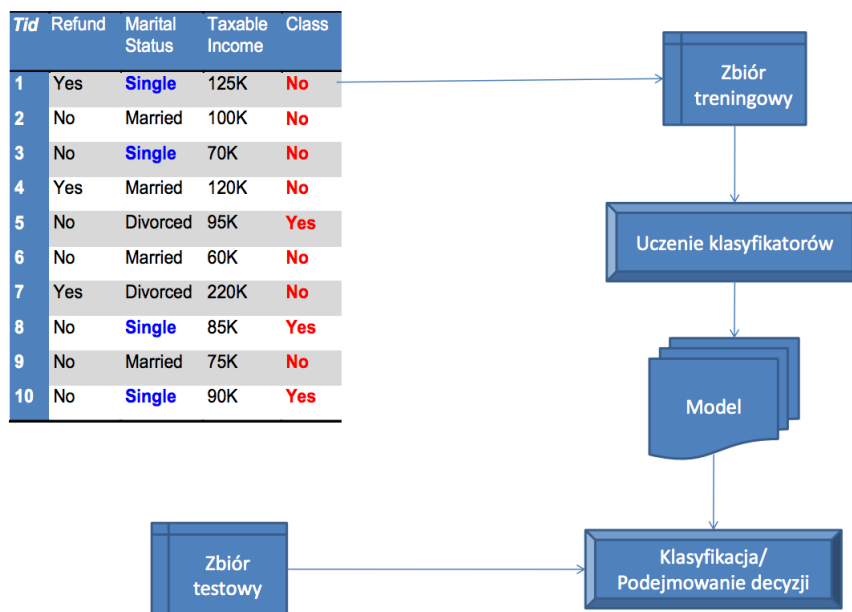 Tid Refund Marital Status Taxable Income Class
1 Yes Single 125K No
2 No Married 100K No
3 No Single 70K No
4 Yes Married 120K No
5 No Divorced 95K Yes
6 No Married 60K No
7 Yes Divorced 220K No
8 No Single 85K Yes
9 No Married 75K No
10 No Single 90K Yes
Zbiór
treningowy
Uczenie klasyfikatorów
Model
Zbiór
testowy
Klasyfikacja/
Podejmowanie decyzji